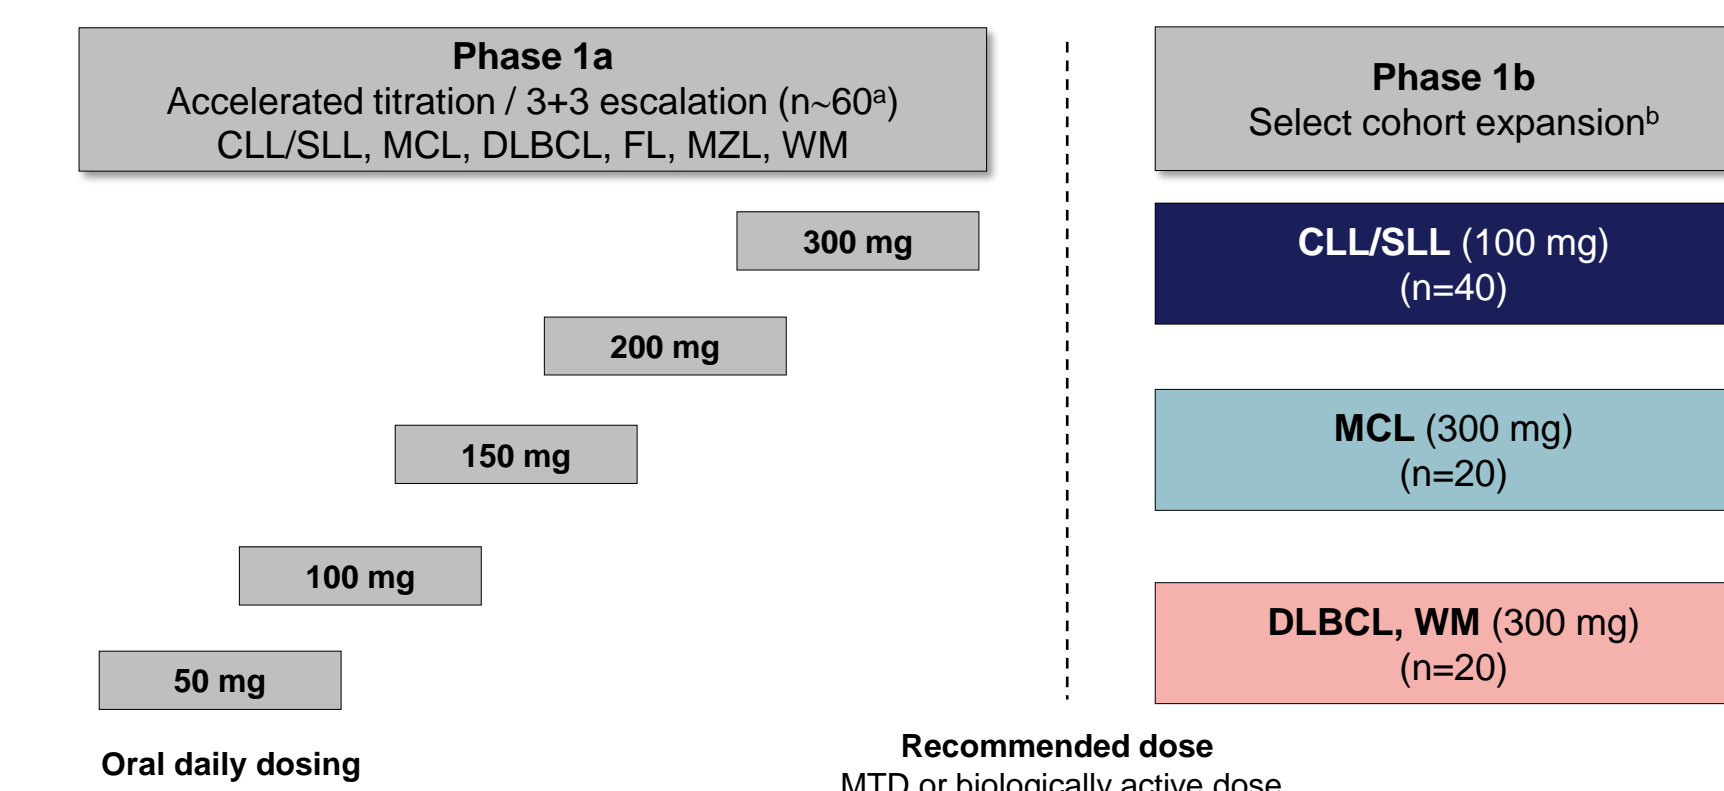 Phase 1a
Accelerated titration / 3+3 escalation (n~60ᵃ)
CLL/SLL, MCL, DLBCL, FL, MZL, WM
300 mg
200 mg
150 mg
100 mg
50 mg
Oral daily dosing
Recommended dose
MTD or biologically active dose
Phase 1b
Select cohort expansionᵇ
CLL/SLL (100 mg)
(n=40)
MCL (300 mg)
(n=20)
DLBCL, WM (300 mg)
(n=20)